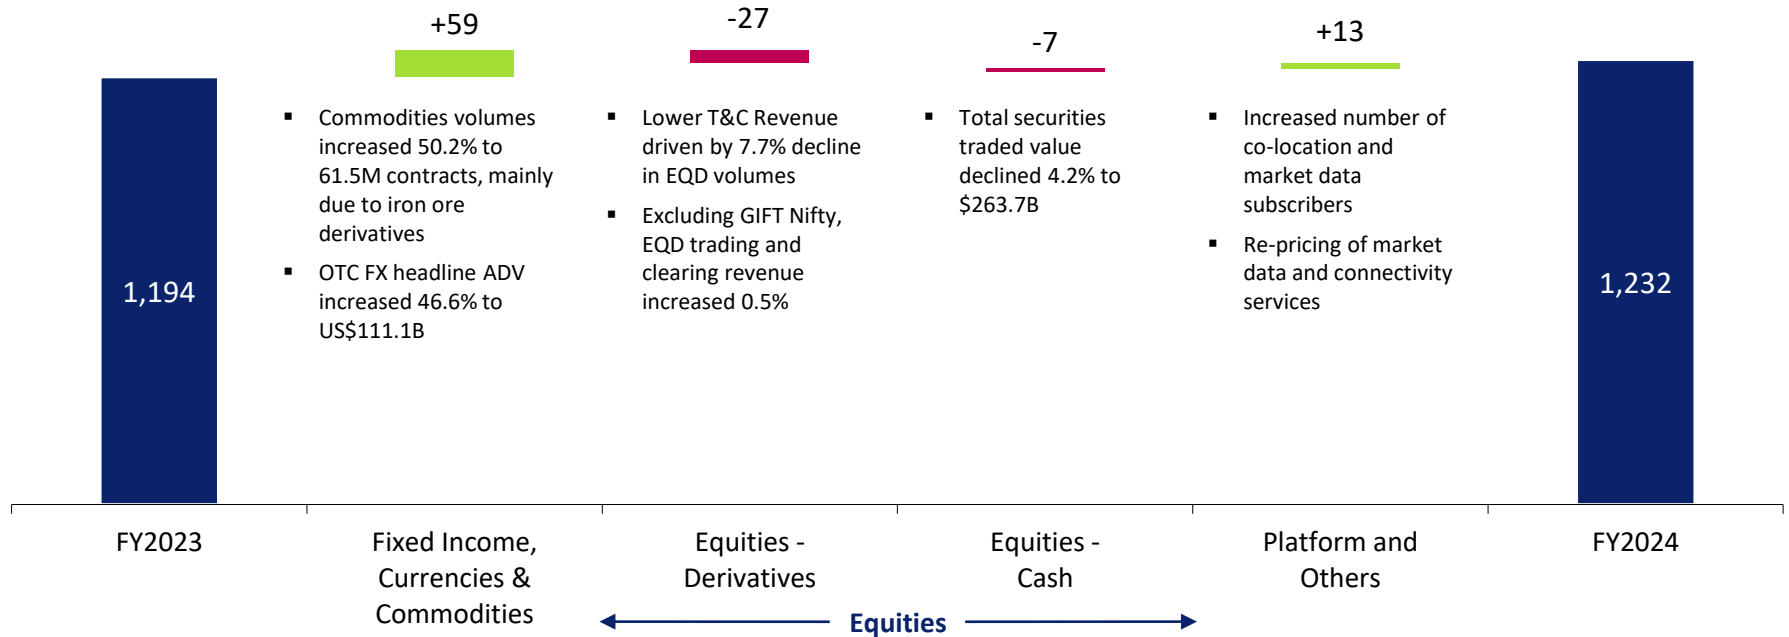 +59
-27
-7
+13
1,194
▪ Commodities volumes
increased 50.2% to
61.5M contracts, mainly
due to iron ore
derivatives
▪ OTC FX headline ADV
increased 46.6% to
US$111.1B
▪ Lower T&C Revenue
driven by 7.7% decline
in EQD volumes
▪ Excluding GIFT Nifty,
EQD trading and
clearing revenue
increased 0.5%
▪ Total securities
traded value
declined 4.2% to
$263.7B
▪ Increased number of
co-location and
market data
subscribers
▪ Re-pricing of market
data and connectivity
services
1,232
FY2023
Fixed Income,
Currencies &
Commodities
Equities -
Derivatives
Equities -
Cash
Platform and
Others
FY2024
Equities